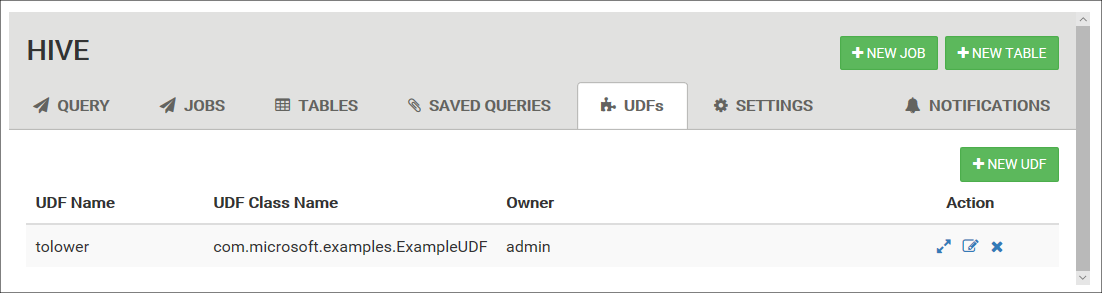 HIVE
NEW JOB NEW TABLE
QUERY JOBS TABLES SAVED QUERIES UDFs SETTINGS NOTIFICATIONS
NEW UDF
UDF Name UDF Class Name Owner Action
tolower com.microsoft.examples.ExampleUDF admin